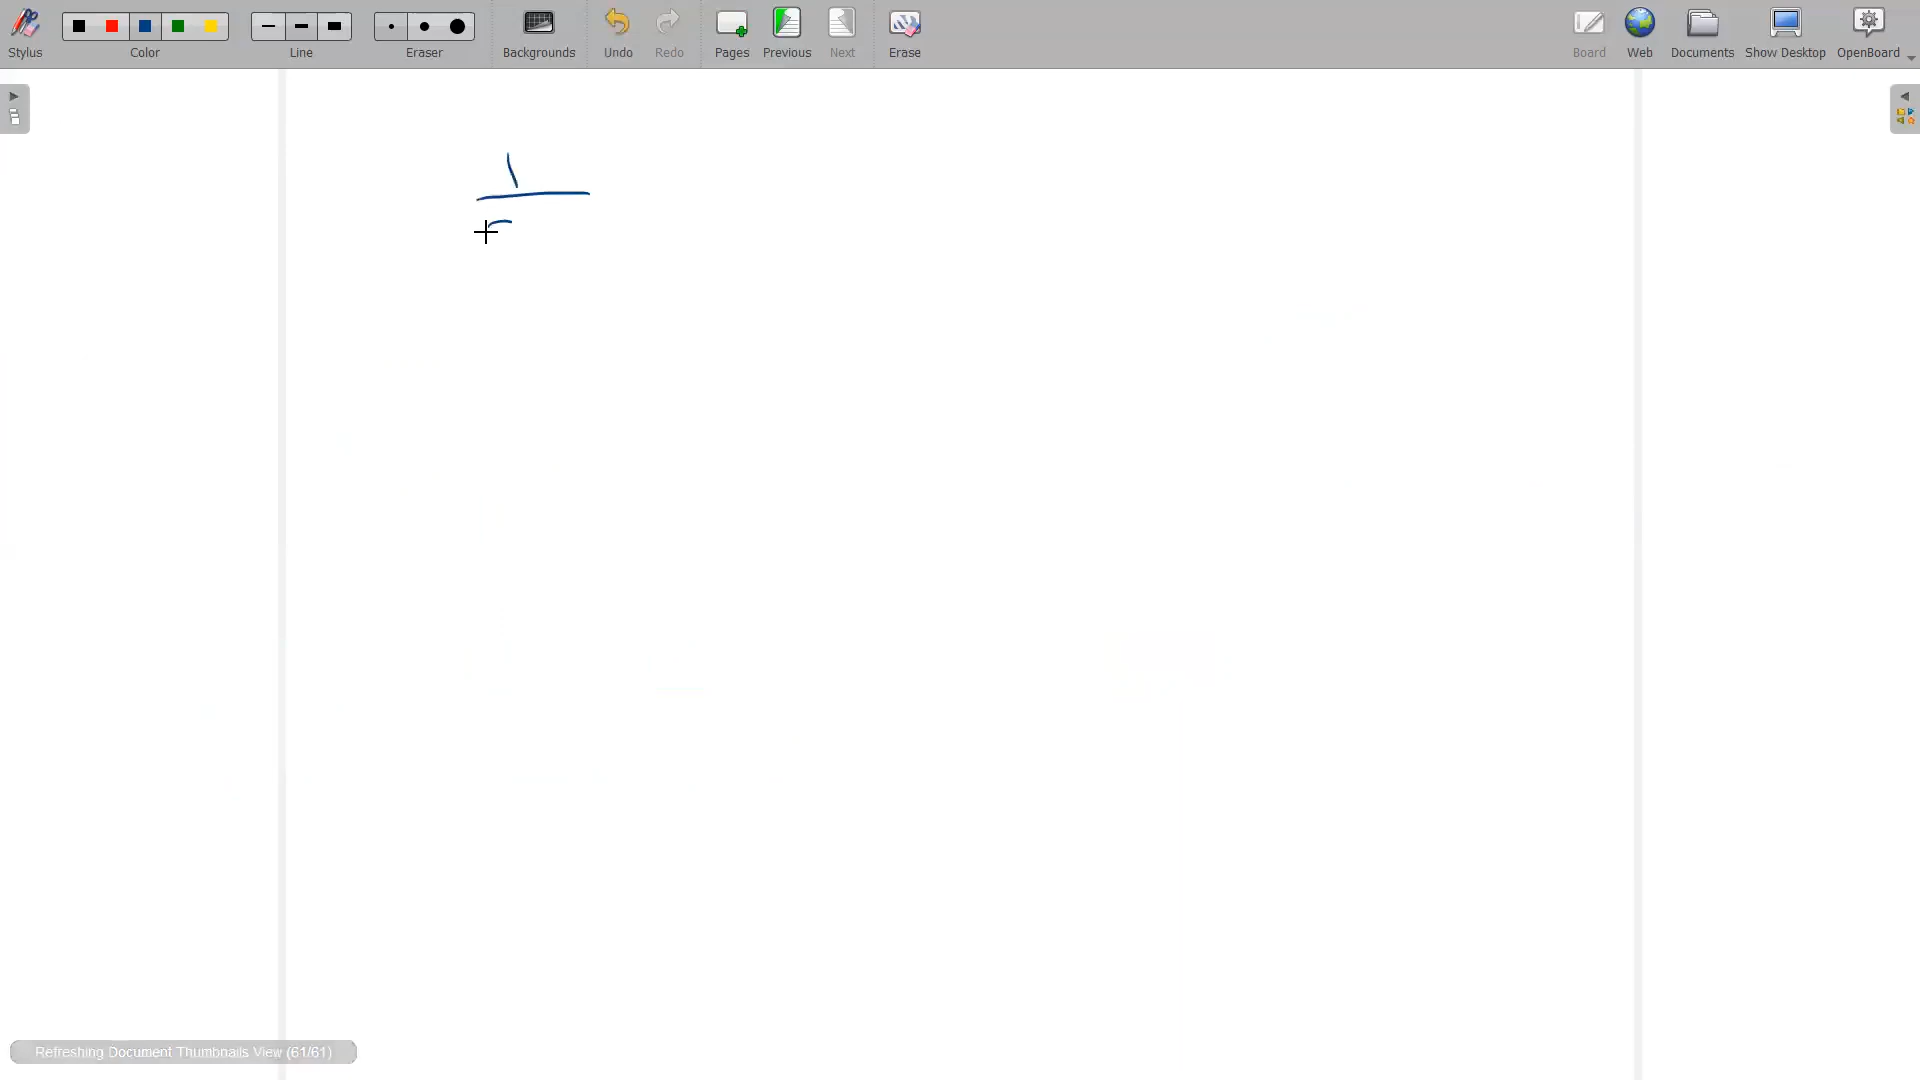 Stylus
Color
Line
Eraser
Backgrounds
Undo
Redo
Pages
Previous
Next
Erase
Board
Web
Documents
Show Desktop
OpenBoard
1
Refreshing Document Thumbnails View (61/61)